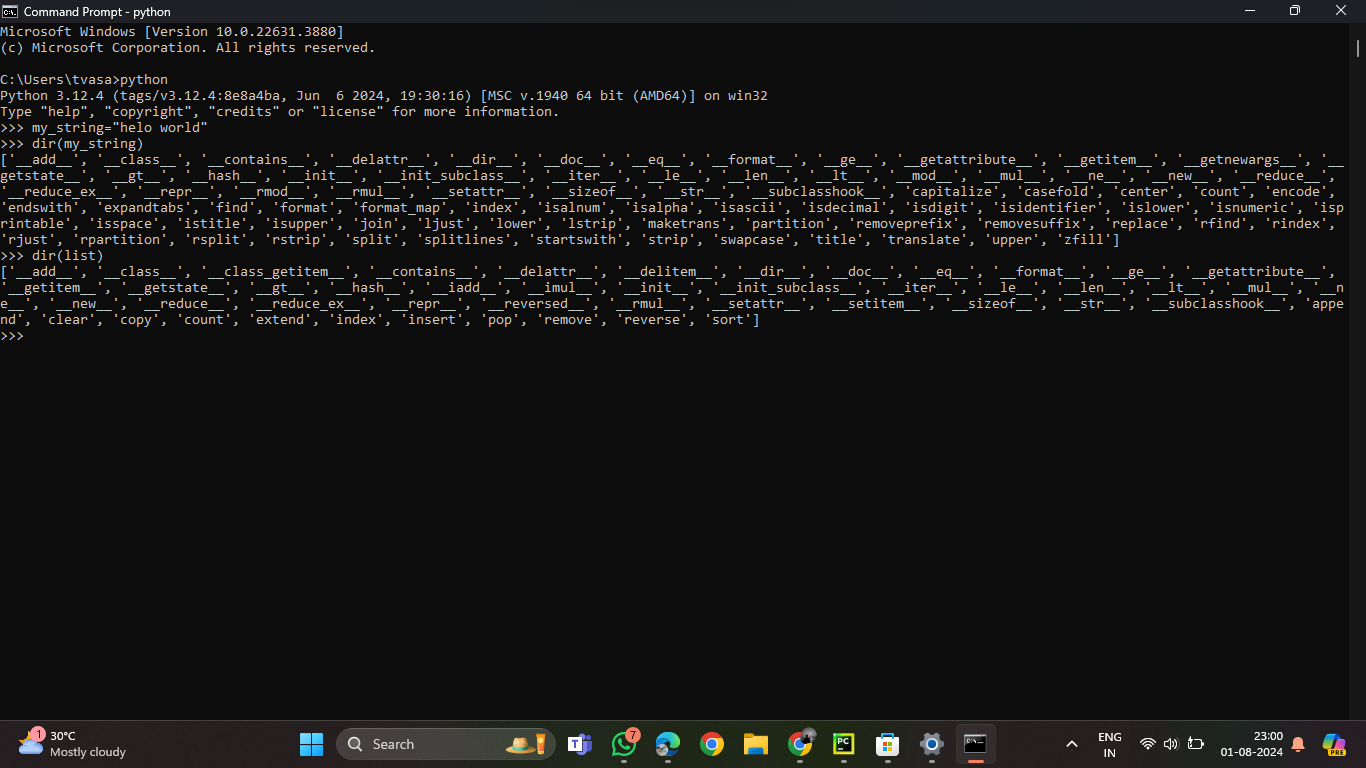 Command Prompt - python
Microsoft Windows [Version 10.0.22631.3880]
(c) Microsoft Corporation. All rights reserved.
C:\Users\tvasa>python
Python 3.12.4 (tags/v3.12.4:8e8a4ba, Jun  6 2024, 19:30:16) [MSC v.1940 64 bit (AMD64)] on win32
Type "help", "copyright", "credits" or "license" for more information.
>>> my_string="helo world"
>>> dir(my_string)
['__add__', '__class__', '__contains__', '__delattr__', '__dir__', '__doc__', '__eq__', '__format__', '__ge__', '__getattribute__', '__getitem__', '__getnewargs__', '__
getstate__', '__gt__', '__hash__', '__init__', '__init_subclass__', '__iter__', '__le__', '__len__', '__lt__', '__mod__', '__mul__', '__ne__', '__new__', '__reduce__',
'__reduce_ex__', '__repr__', '__rmod__', '__rmul__', '__setattr__', '__sizeof__', '__str__', '__subclasshook__', 'capitalize', 'casefold', 'center', 'count', 'encode',
'endswith', 'expandtabs', 'find', 'format', 'format_map', 'index', 'isalnum', 'isalpha', 'isascii', 'isdecimal', 'isdigit', 'isidentifier', 'islower', 'isnumeric', 'isp
rintable', 'isspace', 'istitle', 'isupper', 'join', 'ljust', 'lower', 'lstrip', 'maketrans', 'partition', 'removeprefix', 'removesuffix', 'replace', 'rfind', 'rindex',
'rjust', 'rpartition', 'rsplit', 'rstrip', 'split', 'splitlines', 'startswith', 'strip', 'swapcase', 'title', 'translate', 'upper', 'zfill']
>>> dir(list)
['__add__', '__class__', '__class_getitem__', '__contains__', '__delattr__', '__delitem__', '__dir__', '__doc__', '__eq__', '__format__', '__ge__', '__getattribute__',
'__getitem__', '__getstate__', '__gt__', '__hash__', '__iadd__', '__imul__', '__init__', '__init_subclass__', '__iter__', '__le__', '__len__', '__lt__', '__mul__', '__n
e__', '__new__', '__reduce__', '__reduce_ex__', '__repr__', '__reversed__', '__rmul__', '__setattr__', '__setitem__', '__sizeof__', '__str__', '__subclasshook__', 'appe
nd', 'clear', 'copy', 'count', 'extend', 'index', 'insert', 'pop', 'remove', 'reverse', 'sort']
>>>
1
30°C
Mostly cloudy
Search
7
PC
ENG
IN
23:00
01-08-2024
PRE